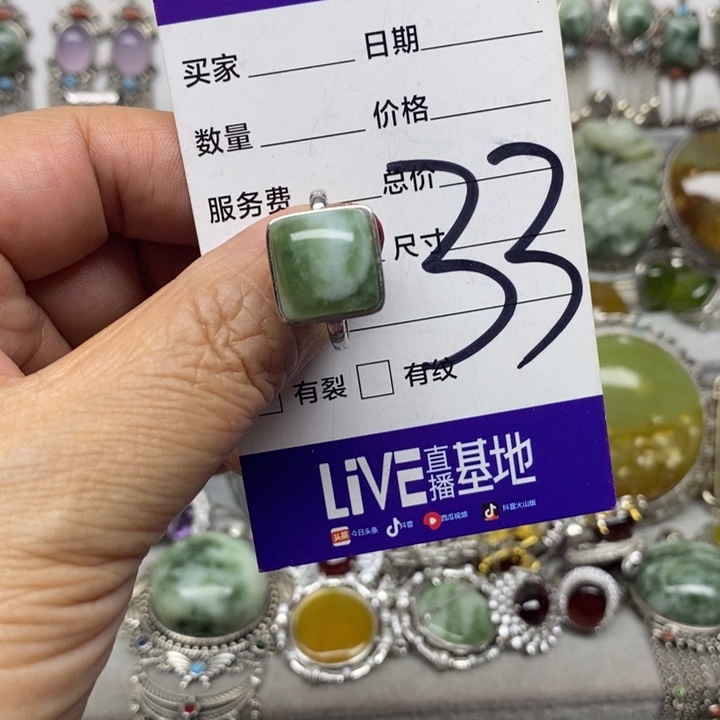 买家 日期
数量 价格
服务费 总价
尺寸
33
有裂 有纹
LiVE直播基地
头条 今日头条 抖音 西瓜视频 抖音火山版